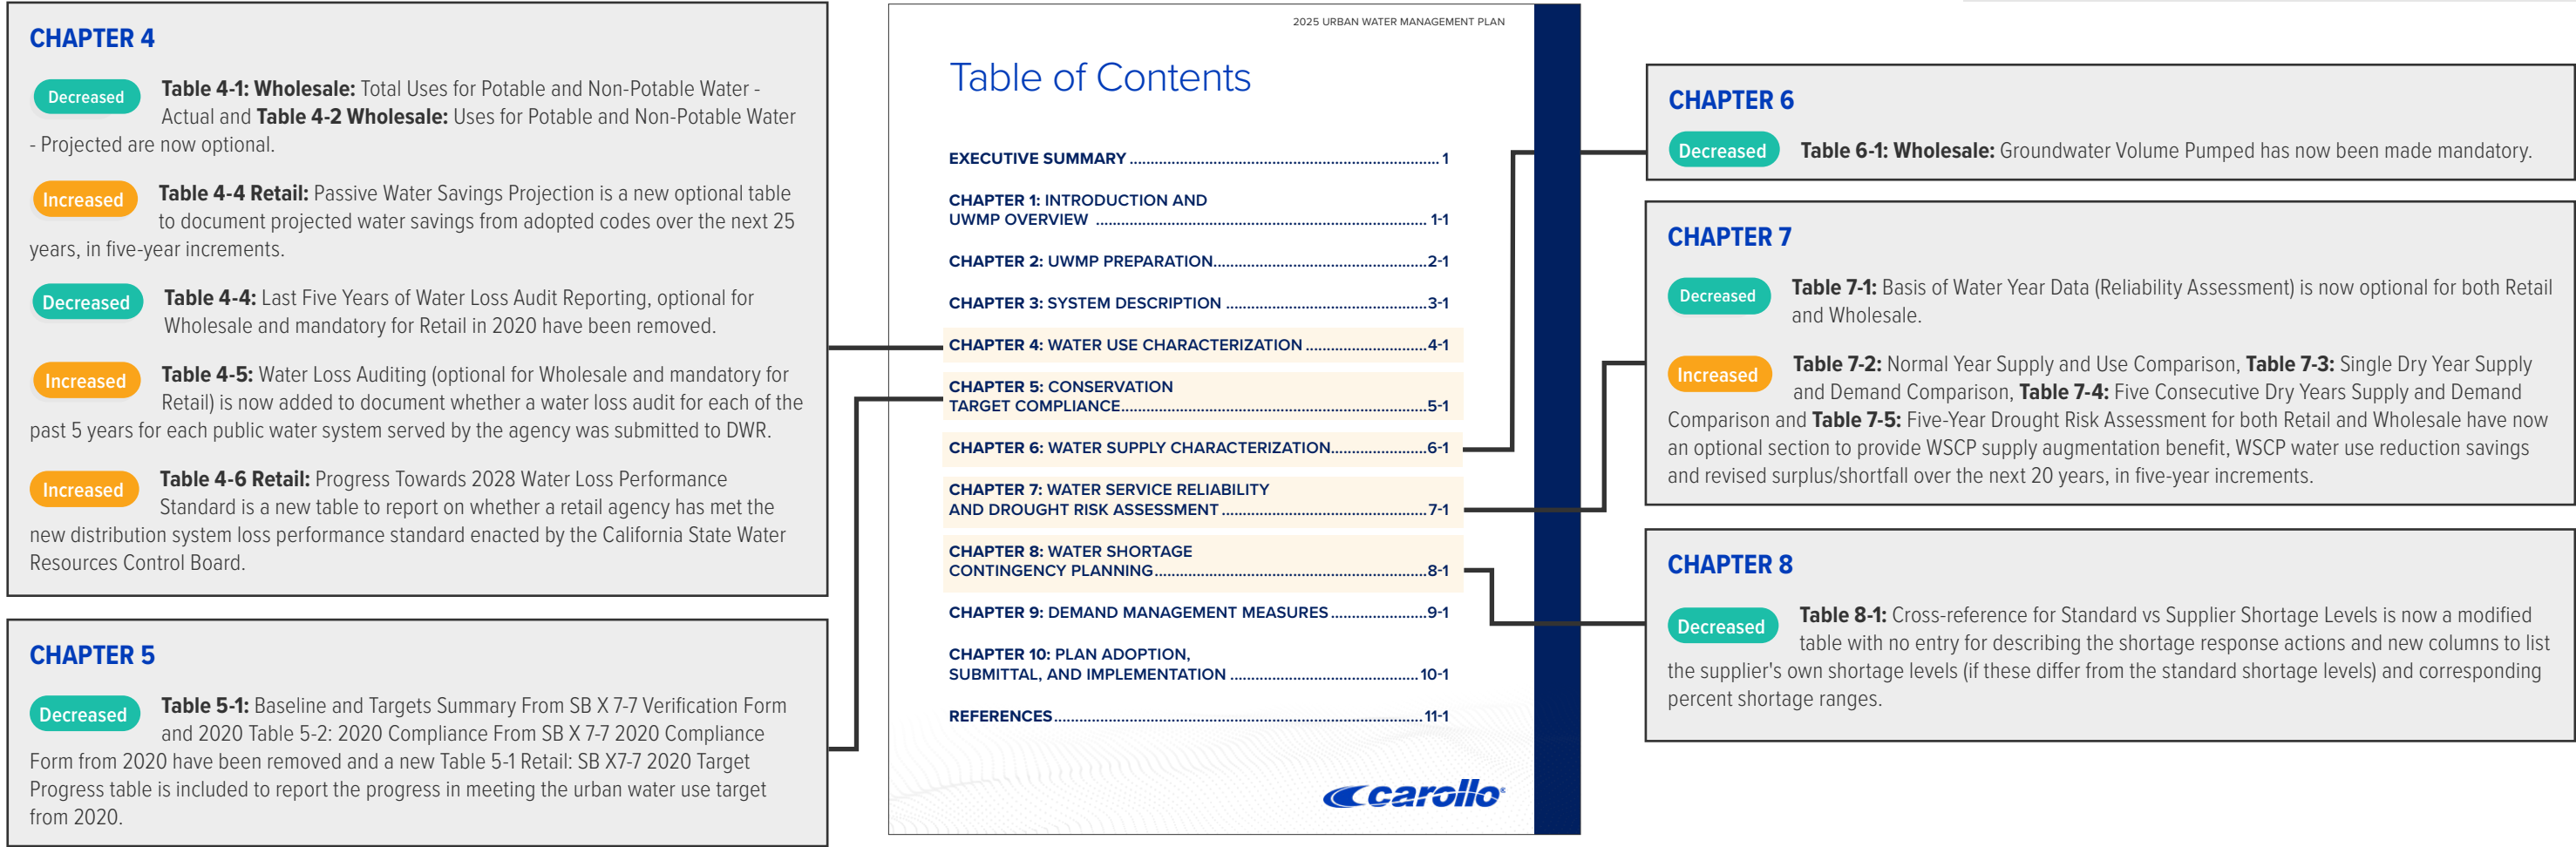 CHAPTER 4
Decreased
Table 4-1: Wholesale: Total Uses for Potable and Non-Potable Water -
Actual and Table 4-2 Wholesale: Uses for Potable and Non-Potable Water
- Projected are now optional.
Increased
Table 4-4 Retail: Passive Water Savings Projection is a new optional table
to document projected water savings from adopted codes over the next 25
years, in five-year increments.
Decreased
Table 4-4: Last Five Years of Water Loss Audit Reporting, optional for
Wholesale and mandatory for Retail in 2020 have been removed.
Increased
Table 4-5: Water Loss Auditing (optional for Wholesale and mandatory for
Retail) is now added to document whether a water loss audit for each of the
past 5 years for each public water system served by the agency was submitted to DWR.
Increased
Table 4-6 Retail: Progress Towards 2028 Water Loss Performance
Standard is a new table to report on whether a retail agency has met the
new distribution system loss performance standard enacted by the California State Water
Resources Control Board.
CHAPTER 5
Decreased
Table 5-1: Baseline and Targets Summary From SB X 7-7 Verification Form
and 2020 Table 5-2: 2020 Compliance From SB X 7-7 2020 Compliance
Form from 2020 have been removed and a new Table 5-1 Retail: SB X7-7 2020 Target
Progress table is included to report the progress in meeting the urban water use target
from 2020.
2025 URBAN WATER MANAGEMENT PLAN
Table of Contents
EXECUTIVE SUMMARY ........ 1
CHAPTER 1: INTRODUCTION AND
UWMP OVERVIEW ........ 1-1
CHAPTER 2: UWMP PREPARATION........2-1
CHAPTER 3: SYSTEM DESCRIPTION ........3-1
CHAPTER 4: WATER USE CHARACTERIZATION ........4-1
CHAPTER 5: CONSERVATION
TARGET COMPLIANCE........5-1
CHAPTER 6: WATER SUPPLY CHARACTERIZATION........6-1
CHAPTER 7: WATER SERVICE RELIABILITY
AND DROUGHT RISK ASSESSMENT ........7-1
CHAPTER 8: WATER SHORTAGE
CONTINGENCY PLANNING........8-1
CHAPTER 9: DEMAND MANAGEMENT MEASURES ........9-1
CHAPTER 10: PLAN ADOPTION,
SUBMITTAL, AND IMPLEMENTATION ........10-1
REFERENCES........11-1
carollo®
CHAPTER 6
Decreased
Table 6-1: Wholesale: Groundwater Volume Pumped has now been made mandatory.
CHAPTER 7
Decreased
Table 7-1: Basis of Water Year Data (Reliability Assessment) is now optional for both Retail
and Wholesale.
Increased
Table 7-2: Normal Year Supply and Use Comparison, Table 7-3: Single Dry Year Supply
and Demand Comparison, Table 7-4: Five Consecutive Dry Years Supply and Demand
Comparison and Table 7-5: Five-Year Drought Risk Assessment for both Retail and Wholesale have now
an optional section to provide WSCP supply augmentation benefit, WSCP water use reduction savings
and revised surplus/shortfall over the next 20 years, in five-year increments.
CHAPTER 8
Decreased
Table 8-1: Cross-reference for Standard vs Supplier Shortage Levels is now a modified
table with no entry for describing the shortage response actions and new columns to list
the supplier's own shortage levels (if these differ from the standard shortage levels) and corresponding
percent shortage ranges.